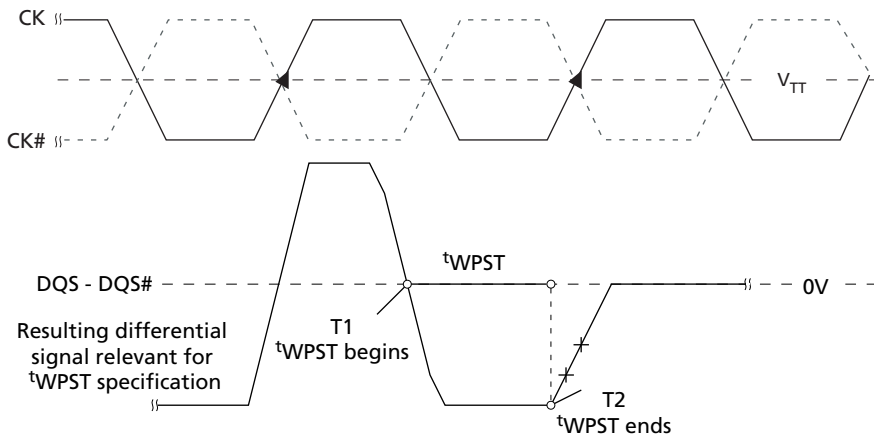 CK
V_TT
CK#
tWPST
DQS - DQS#
0V
T1
tWPST begins
Resulting differential
signal relevant for
tWPST specification
T2
tWPST ends